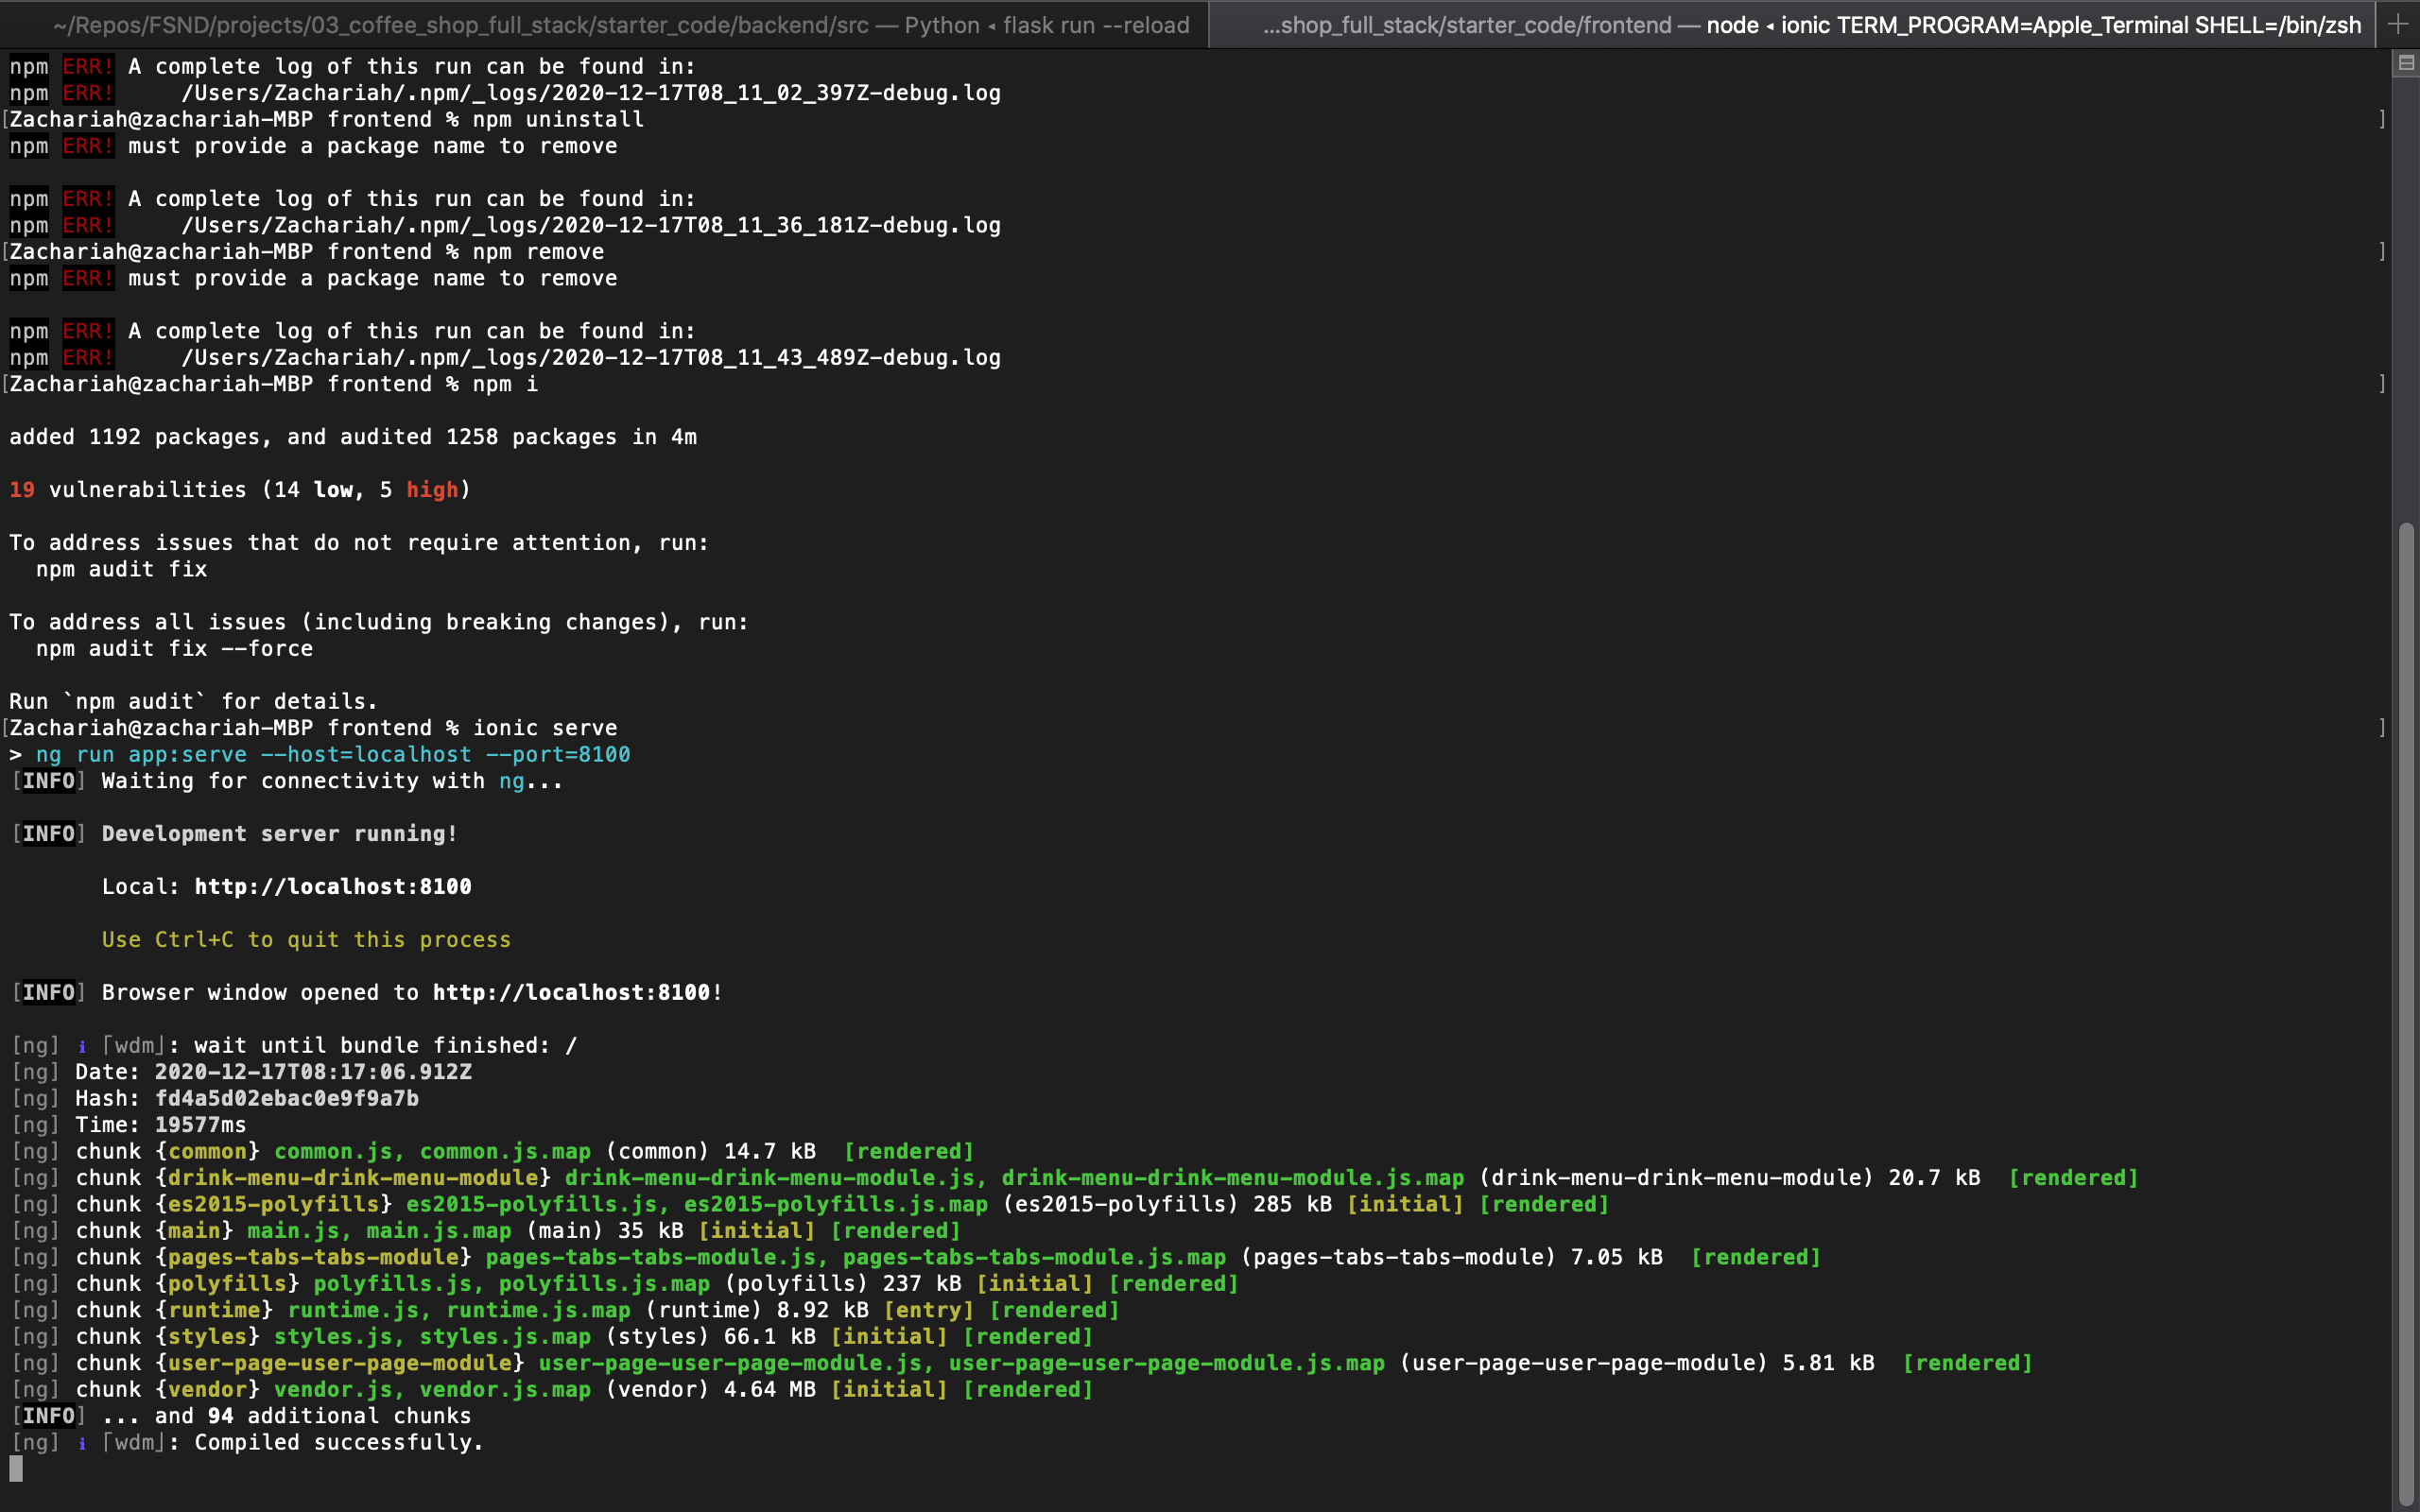 ~/Repos/FSND/projects/03_coffee_shop_full_stack/starter_code/backend/src — Python ◂ flask run --reload
...shop_full_stack/starter_code/frontend — node ◂ ionic TERM_PROGRAM=Apple_Terminal SHELL=/bin/zsh
npm ERR! A complete log of this run can be found in:
npm ERR!     /Users/Zachariah/.npm/_logs/2020-12-17T08_11_02_397Z-debug.log
[Zachariah@zachariah-MBP frontend % npm uninstall ]
npm ERR! must provide a package name to remove
npm ERR! A complete log of this run can be found in:
npm ERR!     /Users/Zachariah/.npm/_logs/2020-12-17T08_11_36_181Z-debug.log
[Zachariah@zachariah-MBP frontend % npm remove ]
npm ERR! must provide a package name to remove
npm ERR! A complete log of this run can be found in:
npm ERR!     /Users/Zachariah/.npm/_logs/2020-12-17T08_11_43_489Z-debug.log
[Zachariah@zachariah-MBP frontend % npm i ]
added 1192 packages, and audited 1258 packages in 4m
19 vulnerabilities (14 low, 5 high)
To address issues that do not require attention, run:
  npm audit fix
To address all issues (including breaking changes), run:
  npm audit fix --force
Run `npm audit` for details.
[Zachariah@zachariah-MBP frontend % ionic serve ]
> ng run app:serve --host=localhost --port=8100
[INFO] Waiting for connectivity with ng...
[INFO] Development server running!
       Local: http://localhost:8100
       Use Ctrl+C to quit this process
[INFO] Browser window opened to http://localhost:8100!
[ng] ℹ ｢wdm｣: wait until bundle finished: /
[ng] Date: 2020-12-17T08:17:06.912Z
[ng] Hash: fd4a5d02ebac0e9f9a7b
[ng] Time: 19577ms
[ng] chunk {common} common.js, common.js.map (common) 14.7 kB  [rendered]
[ng] chunk {drink-menu-drink-menu-module} drink-menu-drink-menu-module.js, drink-menu-drink-menu-module.js.map (drink-menu-drink-menu-module) 20.7 kB  [rendered]
[ng] chunk {es2015-polyfills} es2015-polyfills.js, es2015-polyfills.js.map (es2015-polyfills) 285 kB [initial] [rendered]
[ng] chunk {main} main.js, main.js.map (main) 35 kB [initial] [rendered]
[ng] chunk {pages-tabs-tabs-module} pages-tabs-tabs-module.js, pages-tabs-tabs-module.js.map (pages-tabs-tabs-module) 7.05 kB  [rendered]
[ng] chunk {polyfills} polyfills.js, polyfills.js.map (polyfills) 237 kB [initial] [rendered]
[ng] chunk {runtime} runtime.js, runtime.js.map (runtime) 8.92 kB [entry] [rendered]
[ng] chunk {styles} styles.js, styles.js.map (styles) 66.1 kB [initial] [rendered]
[ng] chunk {user-page-user-page-module} user-page-user-page-module.js, user-page-user-page-module.js.map (user-page-user-page-module) 5.81 kB  [rendered]
[ng] chunk {vendor} vendor.js, vendor.js.map (vendor) 4.64 MB [initial] [rendered]
[INFO] ... and 94 additional chunks
[ng] ℹ ｢wdm｣: Compiled successfully.